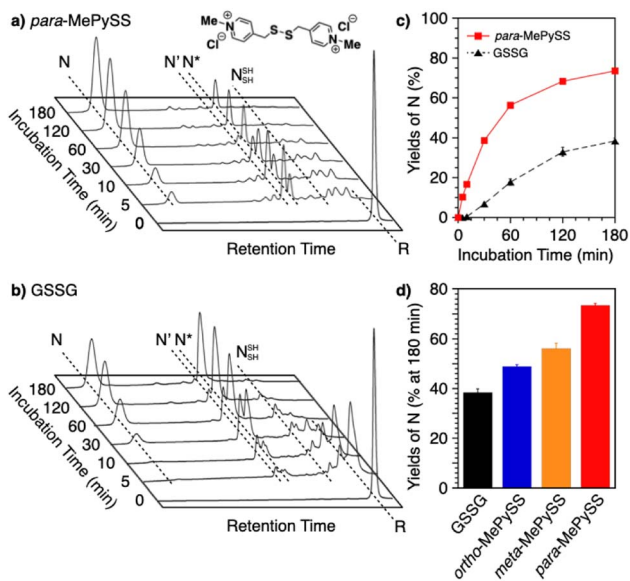 a) para-MePySS
Me
N
+
Cl⊖
S–S
Cl⊖
N
+
Me
N
N' N*
N SH SH
180
120
60
30
10
5
0
Incubation Time (min)
Retention Time
R
b) GSSG
N
N' N*
N SH SH
180
120
60
30
10
5
0
Incubation Time (min)
Retention Time
R
c)
100
80
60
40
20
0
Yields of N (%)
para-MePySS
GSSG
0 60 120 180
Incubation Time (min)
d)
80
60
40
20
0
Yields of N (% at 180 min)
GSSG
ortho-MePySS
meta-MePySS
para-MePySS